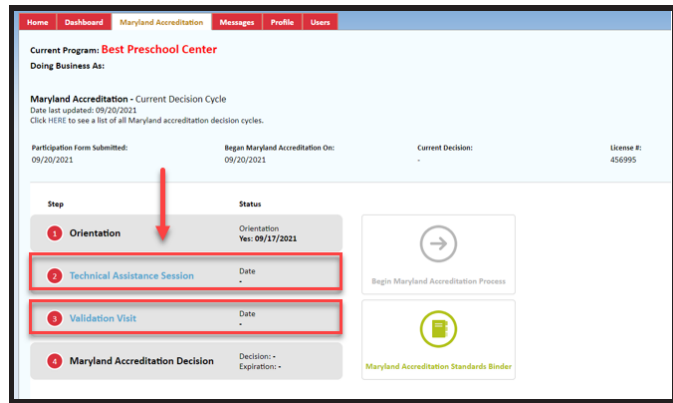 Home Dashboard Maryland Accreditation Messages Profile Users
Current Program: Best Preschool Center
Doing Business As:
Maryland Accreditation - Current Decision Cycle
Date last updated: 09/20/2021
Click HERE to see a list of all Maryland accreditation decision cycles.
Participation Form Submitted: Began Maryland Accreditation On: Current Decision: License #:
09/20/2021 09/20/2021 - 456995
Step Status
1 Orientation Orientation
Yes: 09/17/2021
2 Technical Assistance Session Date
-
Begin Maryland Accreditation Process
3 Validation Visit Date
-
4 Maryland Accreditation Decision Decision: -
Expiration: -
Maryland Accreditation Standards Binder